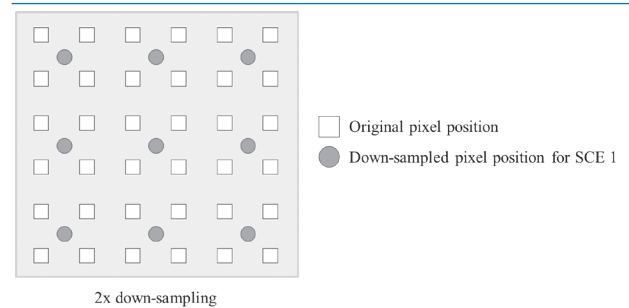 Original pixel position
Down-sampled pixel position for SCE 1
2x down-sampling